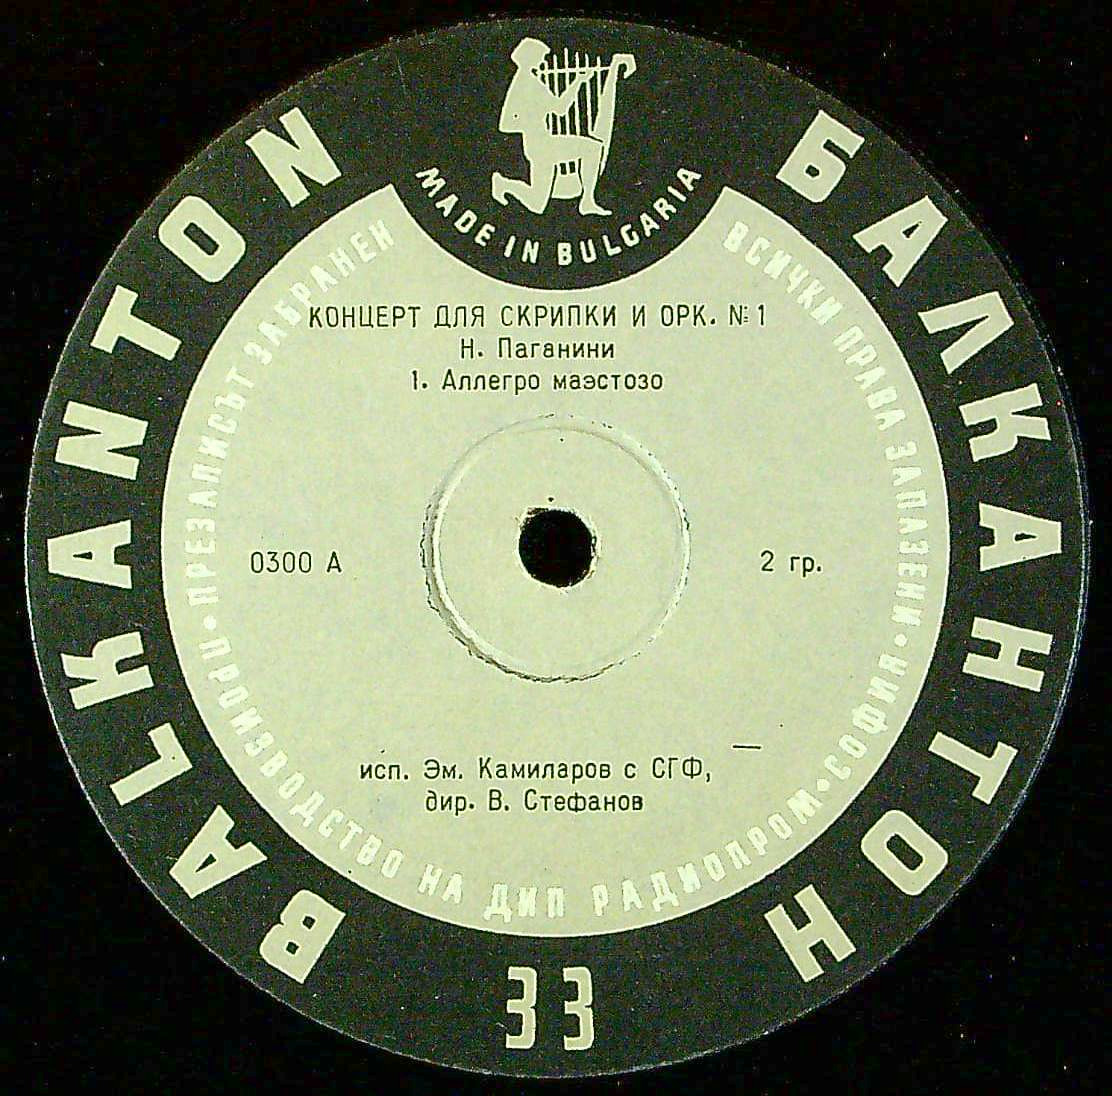 BALKANTON
БАЛКАНТОН
MADE IN BULGARIA
ПРОИЗВОДСТВО НА ДИП РАДИОПРОМ • СОФИЯ •
ВСИЧКИ ПРАВА ЗАПАЗЕНИ
• ПРЕЗАПИСЪТ ЗАБРАНЕН
КОНЦЕРТ ДЛЯ СКРИПКИ И ОРК. № 1
Н. Паганини
1. Аллегро маэстозо
0300 А
2 гр.
исп. Эм. Камиларов с СГФ,
дир. В. Стефанов
33